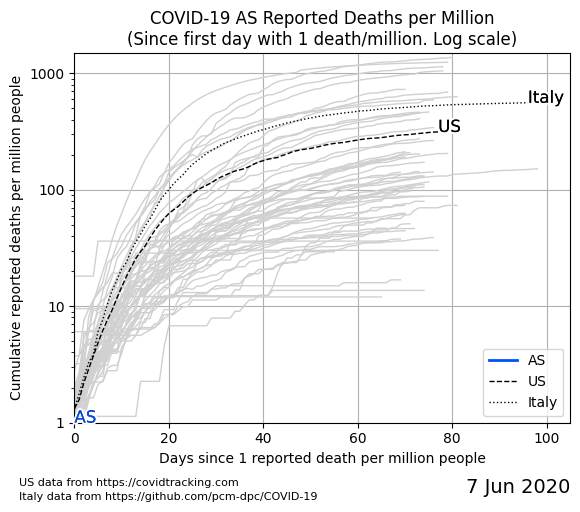 COVID-19 AS Reported Deaths per Million
(Since first day with 1 death/million. Log scale)
Cumulative reported deaths per million people
1000
100
10
1
Italy
US
AS
AS
US
Italy
0 20 40 60 80 100
Days since 1 reported death per million people
US data from https://covidtracking.com
Italy data from https://github.com/pcm-dpc/COVID-19
7 Jun 2020